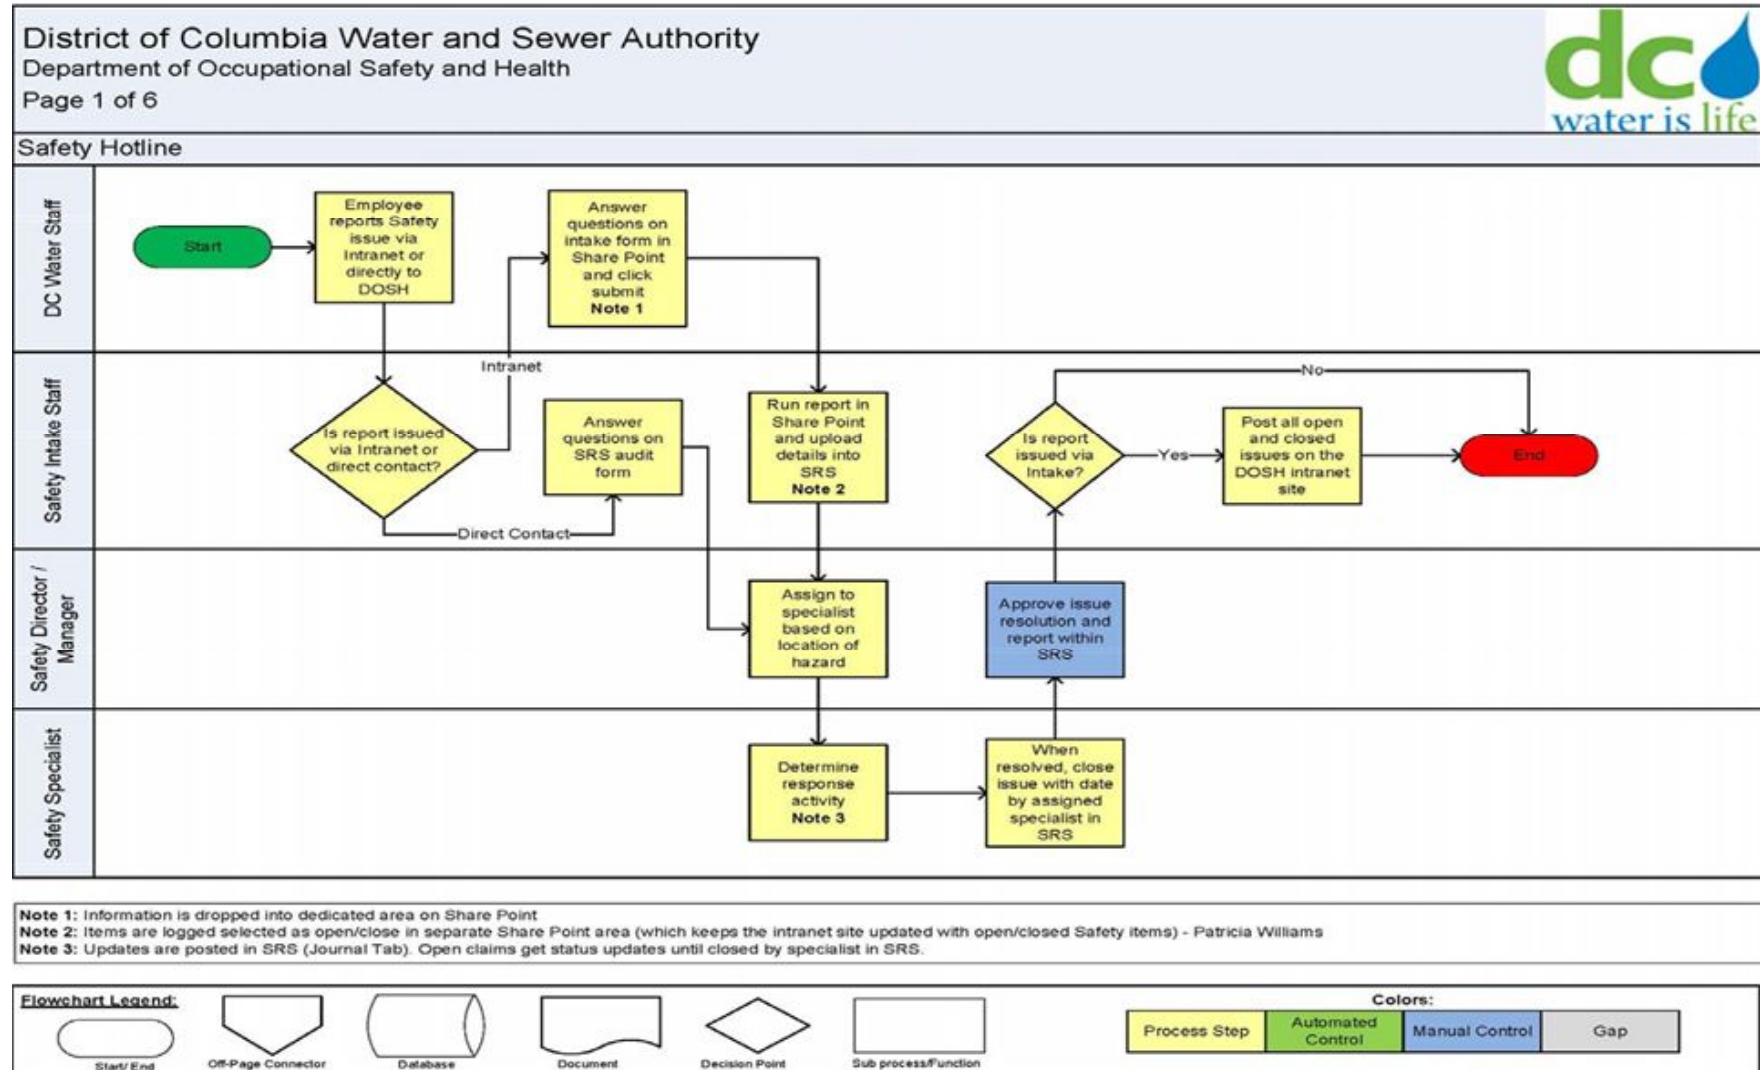 District of Columbia Water and Sewer Authority
Department of Occupational Safety and Health
Page 1 of 6
dc
water is life
Safety Hotline
DC Water Staff
Start
Employee
reports Safety
issue via
Intranet or
directly to
DOSH
Answer
questions on
intake form in
Share Point
and click
submit
Note 1
Safety Intake Staff
Intranet
Is report issued
via Intranet or
direct contact?
Direct Contact
Answer
questions on
SRS audit
form
Run report in
Share Point
and upload
details into
SRS
Note 2
Is report
issued via
Intake?
No
Yes
Post all open
and closed
issues on the
DOSH intranet
site
End
Safety Director /
Manager
Assign to
specialist
based on
location of
hazard
Approve issue
resolution and
report within
SRS
Safety Specialist
Determine
response
activity
Note 3
When
resolved, close
issue with date
by assigned
specialist in
SRS
Note 1: Information is dropped into dedicated area on Share Point
Note 2: Items are logged selected as open/close in separate Share Point area (which keeps the intranet site updated with open/closed Safety items) - Patricia Williams
Note 3: Updates are posted in SRS (Journal Tab). Open claims get status updates until closed by specialist in SRS.
Flowchart Legend:
Start/ End
Off-Page Connector
Database
Document
Decision Point
Sub process/Function
Colors:
Process Step
Automated
Control
Manual Control
Gap